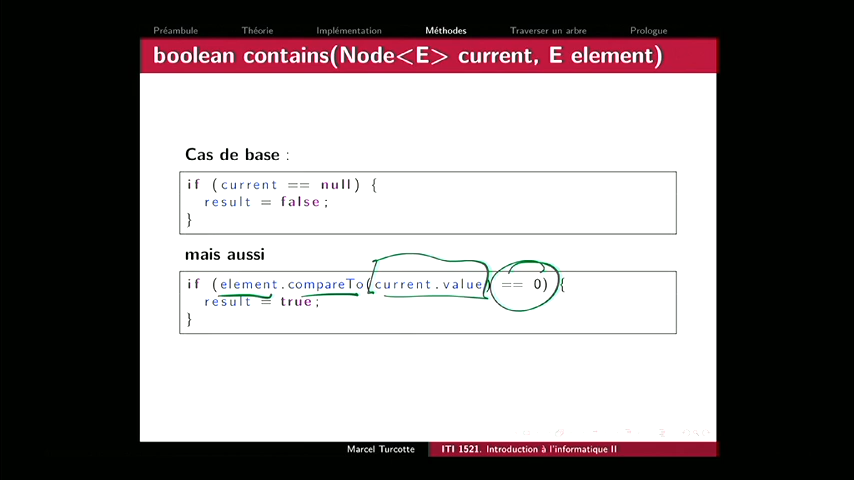 Préambule Théorie Implémentation Méthodes Traverser un arbre Prologue
boolean contains(Node<E> current, E element)
Cas de base :
if (current == null) {
result = false;
}
mais aussi
if (element.compareTo(current.value) == 0) {
result = true;
}
Marcel Turcotte ITI 1521. Introduction à l'informatique II